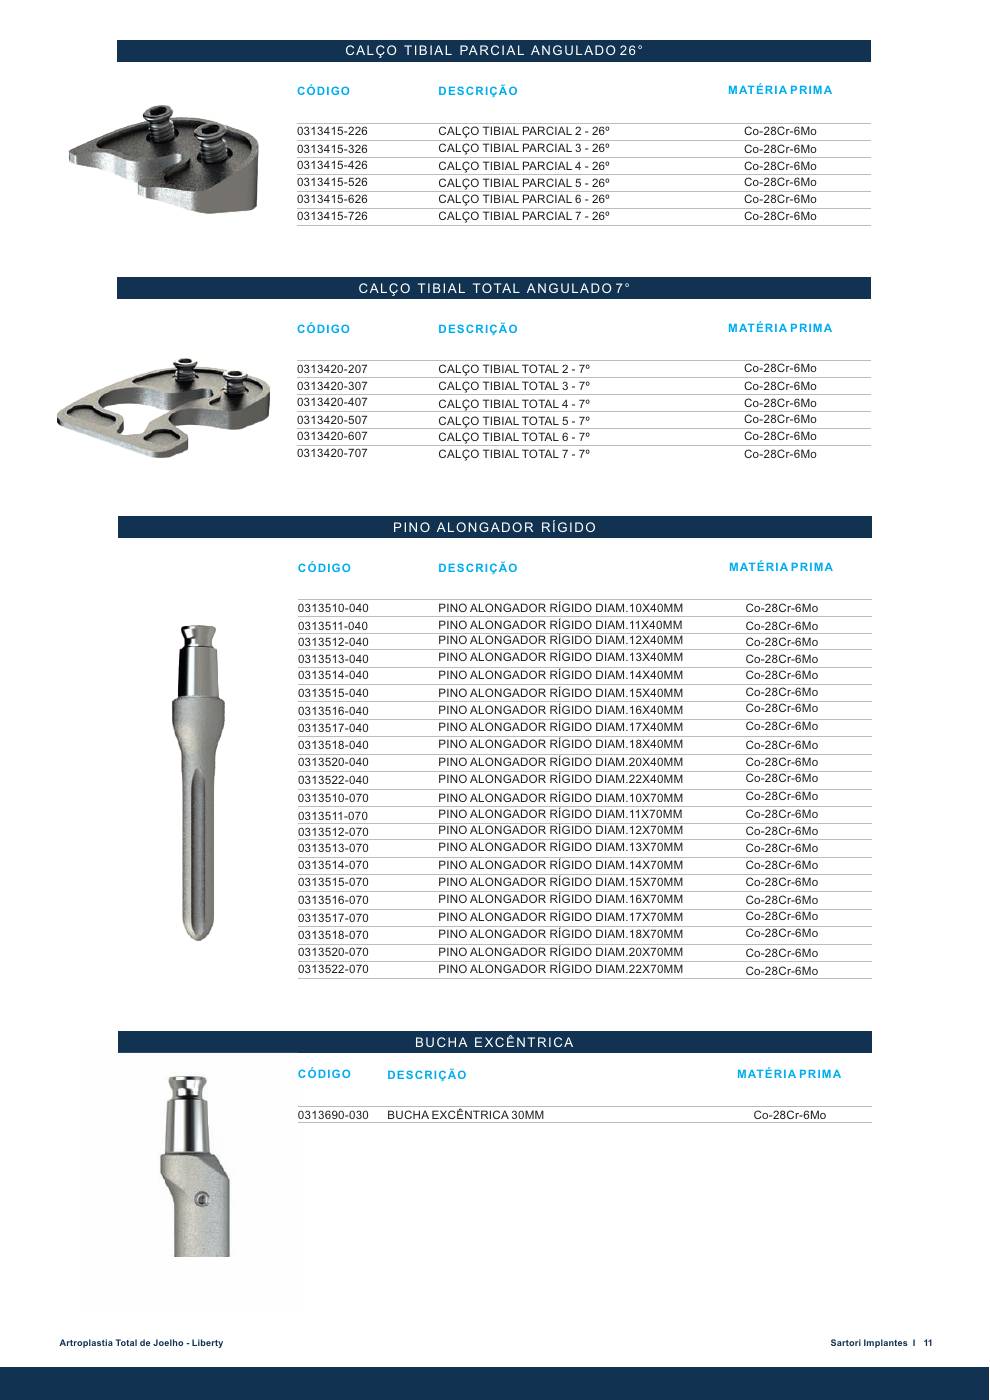 CALÇO TIBIAL PARCIAL ANGULADO 26°
CÓDIGO DESCRIÇÃO MATÉRIA PRIMA
0313415-226 CALÇO TIBIAL PARCIAL 2 - 26º Co-28Cr-6Mo
0313415-326 CALÇO TIBIAL PARCIAL 3 - 26º Co-28Cr-6Mo
0313415-426 CALÇO TIBIAL PARCIAL 4 - 26º Co-28Cr-6Mo
0313415-526 CALÇO TIBIAL PARCIAL 5 - 26º Co-28Cr-6Mo
0313415-626 CALÇO TIBIAL PARCIAL 6 - 26º Co-28Cr-6Mo
0313415-726 CALÇO TIBIAL PARCIAL 7 - 26º Co-28Cr-6Mo
CALÇO TIBIAL TOTAL ANGULADO 7°
CÓDIGO DESCRIÇÃO MATÉRIA PRIMA
0313420-207 CALÇO TIBIAL TOTAL 2 - 7º Co-28Cr-6Mo
0313420-307 CALÇO TIBIAL TOTAL 3 - 7º Co-28Cr-6Mo
0313420-407 CALÇO TIBIAL TOTAL 4 - 7º Co-28Cr-6Mo
0313420-507 CALÇO TIBIAL TOTAL 5 - 7º Co-28Cr-6Mo
0313420-607 CALÇO TIBIAL TOTAL 6 - 7º Co-28Cr-6Mo
0313420-707 CALÇO TIBIAL TOTAL 7 - 7º Co-28Cr-6Mo
PINO ALONGADOR RÍGIDO
CÓDIGO DESCRIÇÃO MATÉRIA PRIMA
0313510-040 PINO ALONGADOR RÍGIDO DIAM.10X40MM Co-28Cr-6Mo
0313511-040 PINO ALONGADOR RÍGIDO DIAM.11X40MM Co-28Cr-6Mo
0313512-040 PINO ALONGADOR RÍGIDO DIAM.12X40MM Co-28Cr-6Mo
0313513-040 PINO ALONGADOR RÍGIDO DIAM.13X40MM Co-28Cr-6Mo
0313514-040 PINO ALONGADOR RÍGIDO DIAM.14X40MM Co-28Cr-6Mo
0313515-040 PINO ALONGADOR RÍGIDO DIAM.15X40MM Co-28Cr-6Mo
0313516-040 PINO ALONGADOR RÍGIDO DIAM.16X40MM Co-28Cr-6Mo
0313517-040 PINO ALONGADOR RÍGIDO DIAM.17X40MM Co-28Cr-6Mo
0313518-040 PINO ALONGADOR RÍGIDO DIAM.18X40MM Co-28Cr-6Mo
0313520-040 PINO ALONGADOR RÍGIDO DIAM.20X40MM Co-28Cr-6Mo
0313522-040 PINO ALONGADOR RÍGIDO DIAM.22X40MM Co-28Cr-6Mo
0313510-070 PINO ALONGADOR RÍGIDO DIAM.10X70MM Co-28Cr-6Mo
0313511-070 PINO ALONGADOR RÍGIDO DIAM.11X70MM Co-28Cr-6Mo
0313512-070 PINO ALONGADOR RÍGIDO DIAM.12X70MM Co-28Cr-6Mo
0313513-070 PINO ALONGADOR RÍGIDO DIAM.13X70MM Co-28Cr-6Mo
0313514-070 PINO ALONGADOR RÍGIDO DIAM.14X70MM Co-28Cr-6Mo
0313515-070 PINO ALONGADOR RÍGIDO DIAM.15X70MM Co-28Cr-6Mo
0313516-070 PINO ALONGADOR RÍGIDO DIAM.16X70MM Co-28Cr-6Mo
0313517-070 PINO ALONGADOR RÍGIDO DIAM.17X70MM Co-28Cr-6Mo
0313518-070 PINO ALONGADOR RÍGIDO DIAM.18X70MM Co-28Cr-6Mo
0313520-070 PINO ALONGADOR RÍGIDO DIAM.20X70MM Co-28Cr-6Mo
0313522-070 PINO ALONGADOR RÍGIDO DIAM.22X70MM Co-28Cr-6Mo
BUCHA EXCÊNTRICA
CÓDIGO DESCRIÇÃO MATÉRIA PRIMA
0313690-030 BUCHA EXCÊNTRICA 30MM Co-28Cr-6Mo
Artroplastia Total de Joelho - Liberty Sartori Implantes I 11